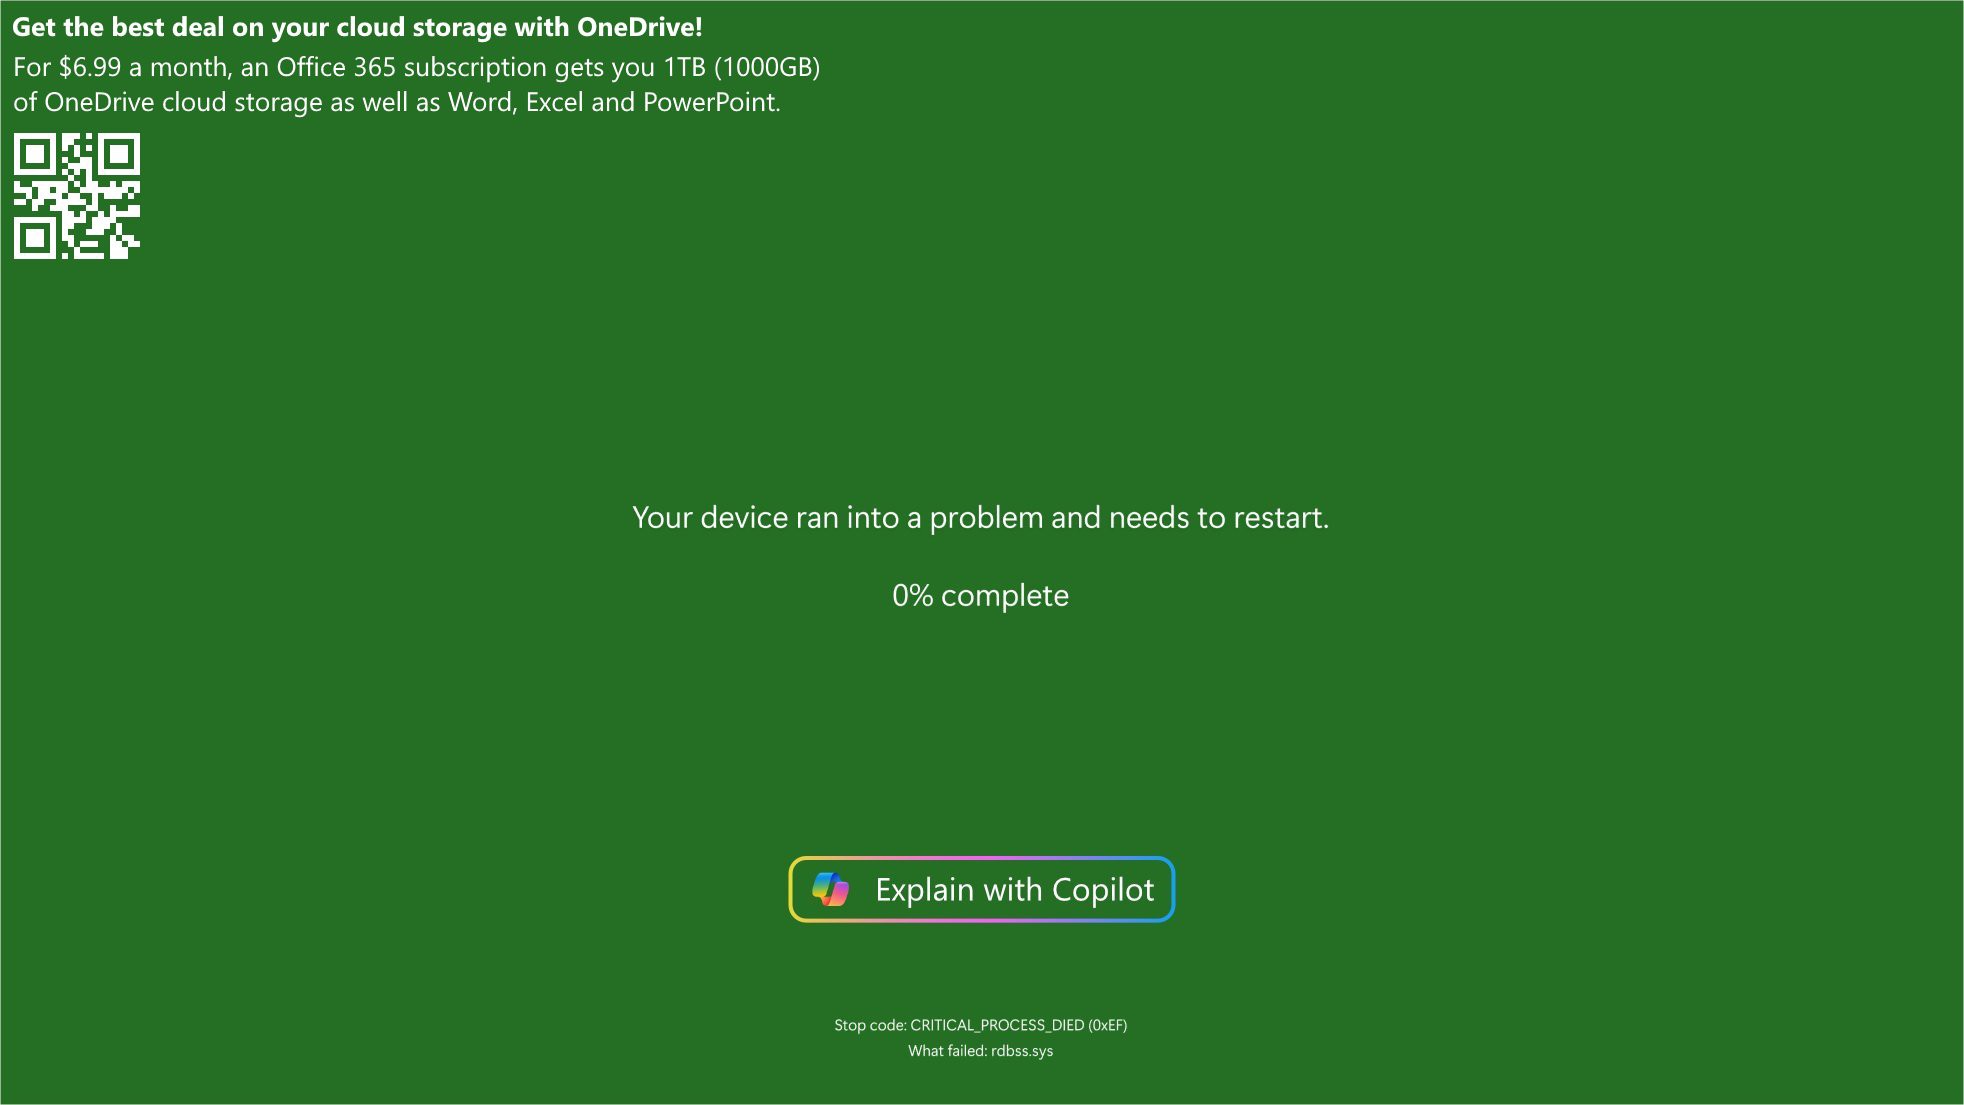 Get the best deal on your cloud storage with OneDrive!
For $6.99 a month, an Office 365 subscription gets you 1TB (1000GB)
of OneDrive cloud storage as well as Word, Excel and PowerPoint.
Your device ran into a problem and needs to restart.
0% complete
Explain with Copilot
Stop code: CRITICAL_PROCESS_DIED (0xEF)
What failed: rdbss.sys